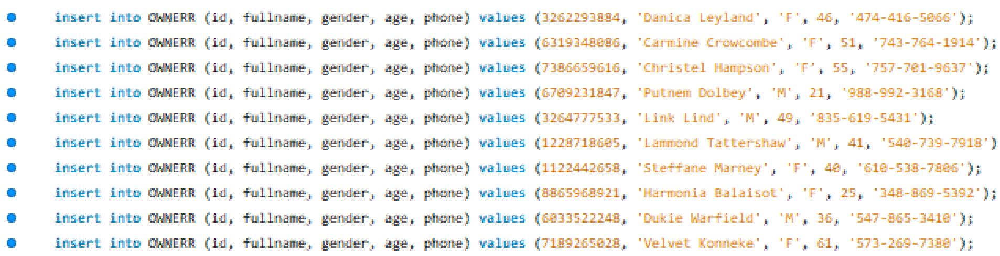 insert into OWNERR (id, fullname, gender, age, phone) values (3262293884, 'Danica Leyland', 'F', 46, '474-416-5066');
insert into OWNERR (id, fullname, gender, age, phone) values (6319348086, 'Carmine Crowcombe', 'F', 51, '743-764-1914');
insert into OWNERR (id, fullname, gender, age, phone) values (7386659616, 'Christel Hampson', 'F', 55, '757-701-9637');
insert into OWNERR (id, fullname, gender, age, phone) values (6709231847, 'Putnem Dolbey', 'M', 21, '988-992-3168');
insert into OWNERR (id, fullname, gender, age, phone) values (3264777533, 'Link Lind', 'M', 49, '835-619-5431');
insert into OWNERR (id, fullname, gender, age, phone) values (1228718605, 'Lammond Tattershaw', 'M', 41, '540-739-7918')
insert into OWNERR (id, fullname, gender, age, phone) values (1122442658, 'Steffane Marney', 'F', 40, '610-538-7806');
insert into OWNERR (id, fullname, gender, age, phone) values (8865968921, 'Harmonia Balaisot', 'F', 25, '348-869-5392');
insert into OWNERR (id, fullname, gender, age, phone) values (6033522248, 'Dukie Warfield', 'M', 36, '547-865-3410');
insert into OWNERR (id, fullname, gender, age, phone) values (7189265028, 'Velvet Konneke', 'F', 61, '573-269-7380');